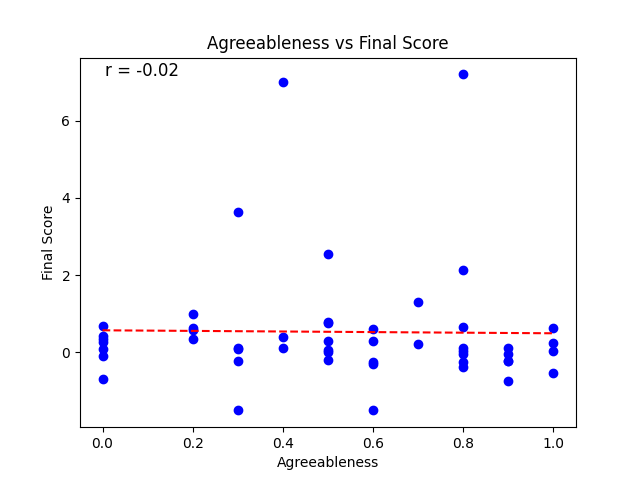 Agreeableness vs Final Score
r = -0.02
Final Score
6
4
2
0
0.0 0.2 0.4 0.6 0.8 1.0
Agreeableness